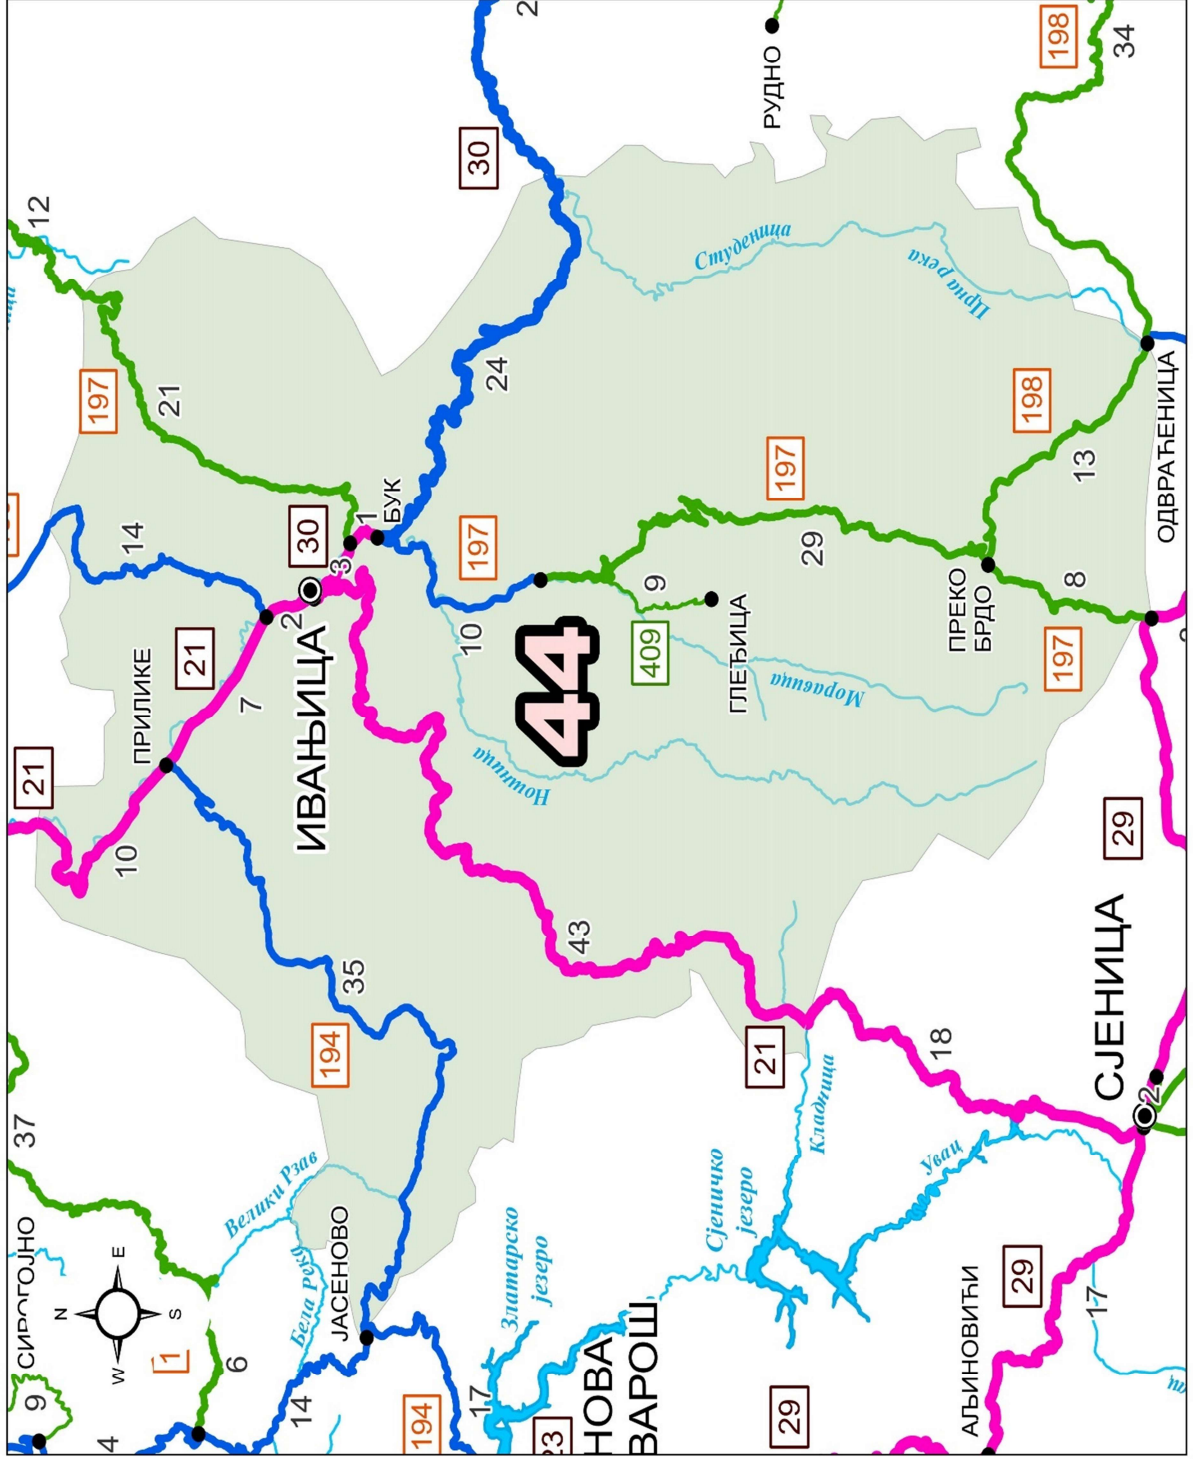 12
197
21
14
21
ПРИЛИКЕ
21
7
10
2
30
3
1
БУК
ИВАЊИЦА
30
24
197
10
44
409
9
ГЛЕЂИЦА
Моравица
Ношница
Студеница
Црна река
РУДНО
198
34
197
29
198
13
ОДВРАЋЕНИЦА
ПРЕКО
БРДО
8
197
29
СЈЕНИЦА
2
43
35
194
37
СИРОГОЈНО
N
E
S
W
9
4
6
14
Велики Рзав
Бела Река
ЈАСЕНОВО
194
17
Златарско
језеро
НОВА
ВАРОШ
Сјеничко
језеро
Кладница
21
18
Увац
29
17
29
АЉИНОВИЋИ